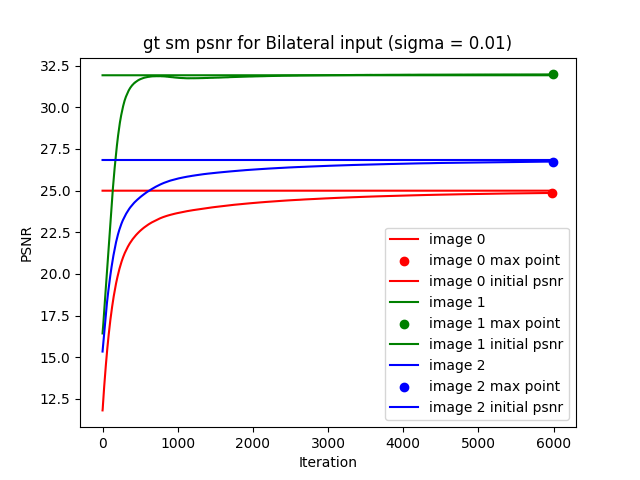 gt sm psnr for Bilateral input (sigma = 0.01)
32.5
30.0
27.5
25.0
22.5
20.0
17.5
15.0
12.5
PSNR
image 0
image 0 max point
image 0 initial psnr
image 1
image 1 max point
image 1 initial psnr
image 2
image 2 max point
image 2 initial psnr
0 1000 2000 3000 4000 5000 6000
Iteration